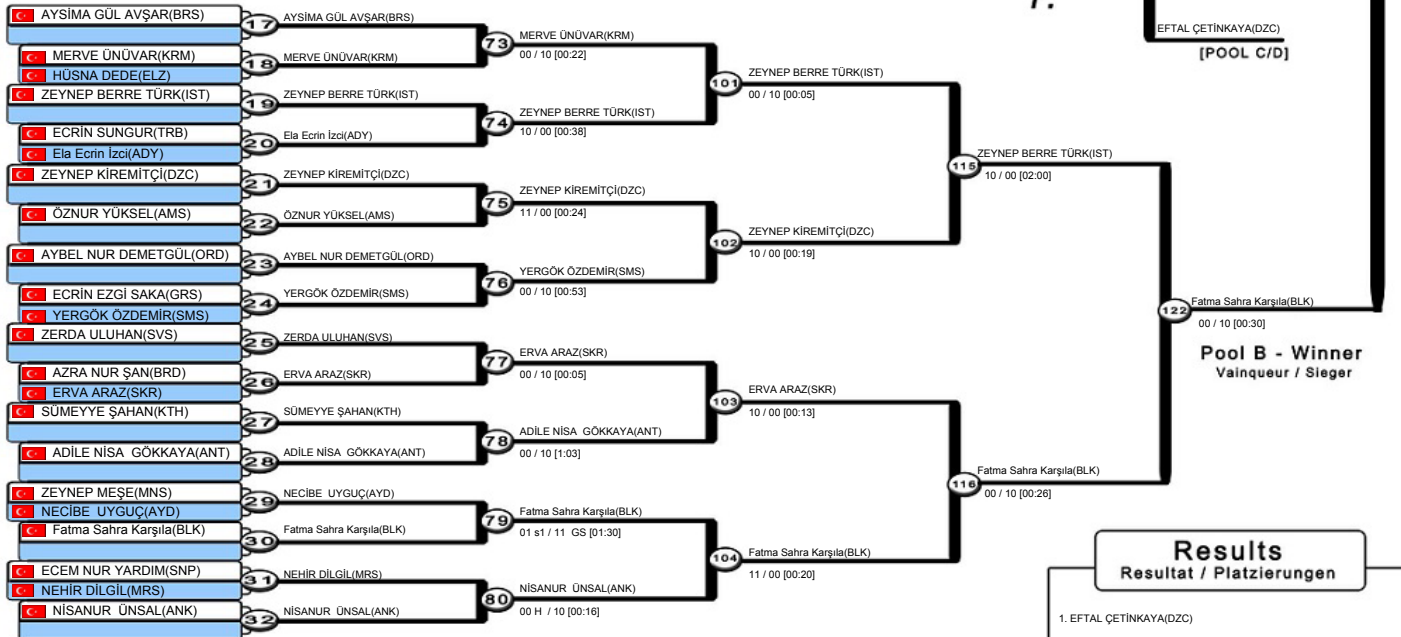 AYSİMA GÜL AVŞAR(BRS)
17
AYSİMA GÜL AVŞAR(BRS)
MERVE ÜNÜVAR(KRM)
HÜSNA DEDE(ELZ)
18
MERVE ÜNÜVAR(KRM)
73
MERVE ÜNÜVAR(KRM)
00 / 10 [00:22]
ZEYNEP BERRE TÜRK(IST)
19
ZEYNEP BERRE TÜRK(IST)
ECRİN SUNGUR(TRB)
Ela Ecrin İzci(ADY)
20
Ela Ecrin İzci(ADY)
74
ZEYNEP BERRE TÜRK(IST)
10 / 00 [00:38]
101
ZEYNEP BERRE TÜRK(IST)
00 / 10 [00:05]
ZEYNEP KİREMİTÇİ(DZC)
21
ZEYNEP KİREMİTÇİ(DZC)
ÖZNUR YÜKSEL(AMS)
22
ÖZNUR YÜKSEL(AMS)
75
ZEYNEP KİREMİTÇİ(DZC)
11 / 00 [00:24]
AYBEL NUR DEMETGÜL(ORD)
23
AYBEL NUR DEMETGÜL(ORD)
ECRİN EZGİ SAKA(GRS)
YERGÖK ÖZDEMİR(SMS)
24
YERGÖK ÖZDEMİR(SMS)
76
YERGÖK ÖZDEMİR(SMS)
00 / 10 [00:53]
102
ZEYNEP KİREMİTÇİ(DZC)
10 / 00 [00:19]
115
ZEYNEP BERRE TÜRK(IST)
10 / 00 [02:00]
ZERDA ULUHAN(SVS)
25
ZERDA ULUHAN(SVS)
AZRA NUR ŞAN(BRD)
ERVA ARAZ(SKR)
26
ERVA ARAZ(SKR)
77
ERVA ARAZ(SKR)
00 / 10 [00:05]
SÜMEYYE ŞAHAN(KTH)
27
SÜMEYYE ŞAHAN(KTH)
ADİLE NİSA GÖKKAYA(ANT)
28
ADİLE NİSA GÖKKAYA(ANT)
78
ADİLE NİSA GÖKKAYA(ANT)
00 / 10 [1:03]
103
ERVA ARAZ(SKR)
10 / 00 [00:13]
ZEYNEP MEŞE(MNS)
NECİBE UYGUÇ(AYD)
29
NECİBE UYGUÇ(AYD)
Fatma Sahra Karşıla(BLK)
30
Fatma Sahra Karşıla(BLK)
79
Fatma Sahra Karşıla(BLK)
01 s1 / 11 GS [01:30]
ECEM NUR YARDIM(SNP)
NEHİR DİLGİL(MRS)
31
NEHİR DİLGİL(MRS)
NİSANUR ÜNSAL(ANK)
32
NİSANUR ÜNSAL(ANK)
80
NİSANUR ÜNSAL(ANK)
00 H / 10 [00:16]
104
Fatma Sahra Karşıla(BLK)
11 / 00 [00:20]
116
Fatma Sahra Karşıla(BLK)
00 / 10 [00:26]
122
Fatma Sahra Karşıla(BLK)
00 / 10 [00:30]
Pool B - Winner
Vainqueur / Sieger
EFTAL ÇETİNKAYA(DZC)
[POOL C/D]
Results
Resultat / Platzierungen
1. EFTAL ÇETİNKAYA(DZC)